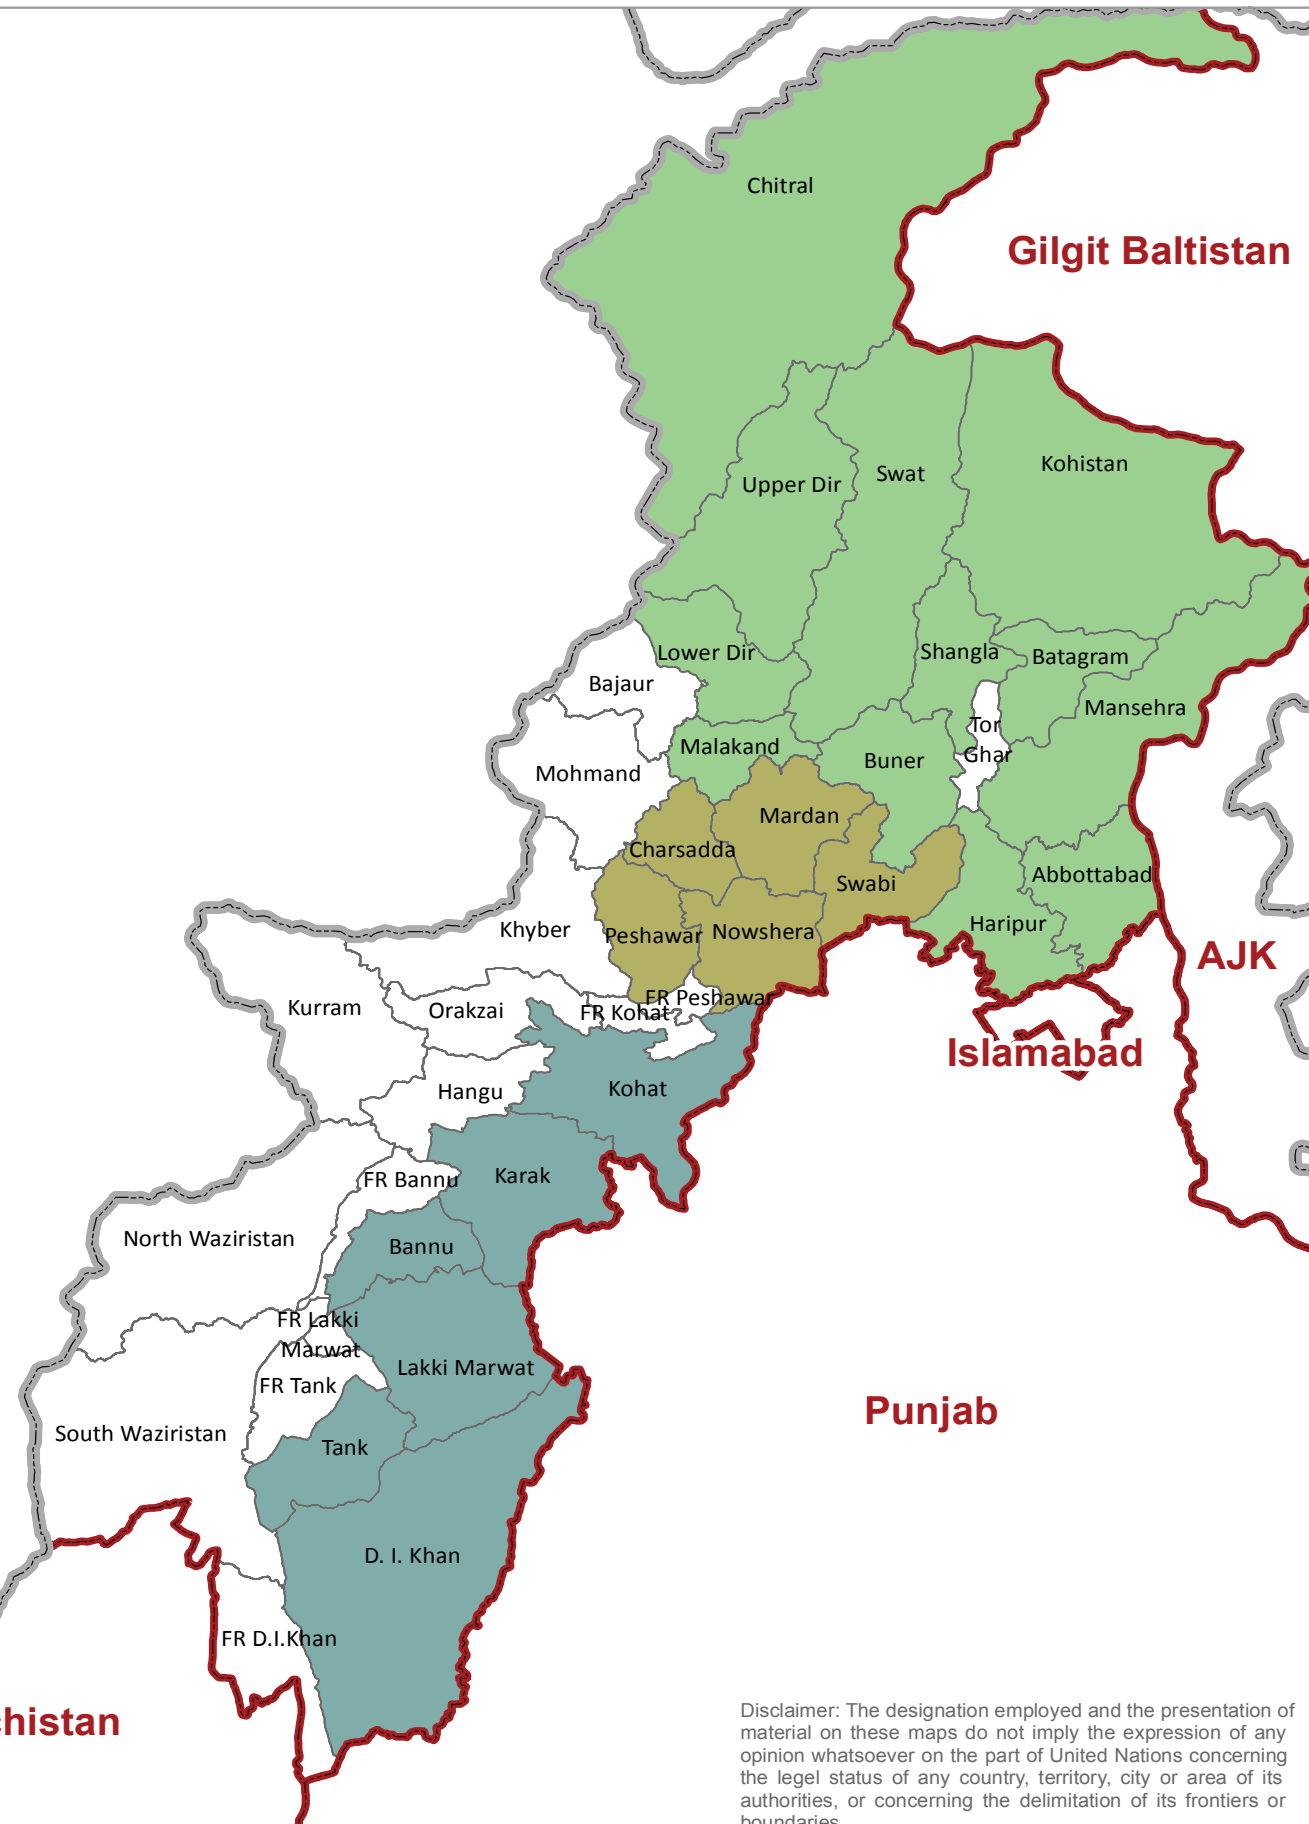 Chitral
Gilgit Baltistan
Kohistan
Swat
Upper Dir
Lower Dir
Shangla
Batagram
Bajaur
Mansehra
Tor
Ghar
Malakand
Buner
Mohmand
Mardan
Charsadda
Abbottabad
Swabi
Haripur
Khyber
Peshawar
Nowshera
AJK
FR Peshawar
Kurram
Orakzai
FR Kohat
Islamabad
Kohat
Hangu
Karak
FR Bannu
North Waziristan
Bannu
FR Lakki
Marwat
Lakki Marwat
FR Tank
Punjab
South Waziristan
Tank
D. I. Khan
FR D.I.Khan
histan
Disclaimer: The designation employed and the presentation of
material on these maps do not imply the expression of any
opinion whatsoever on the part of United Nations concerning
the legel status of any country, territory, city or area of its
authorities, or concerning the delimitation of its frontiers or
boundaries